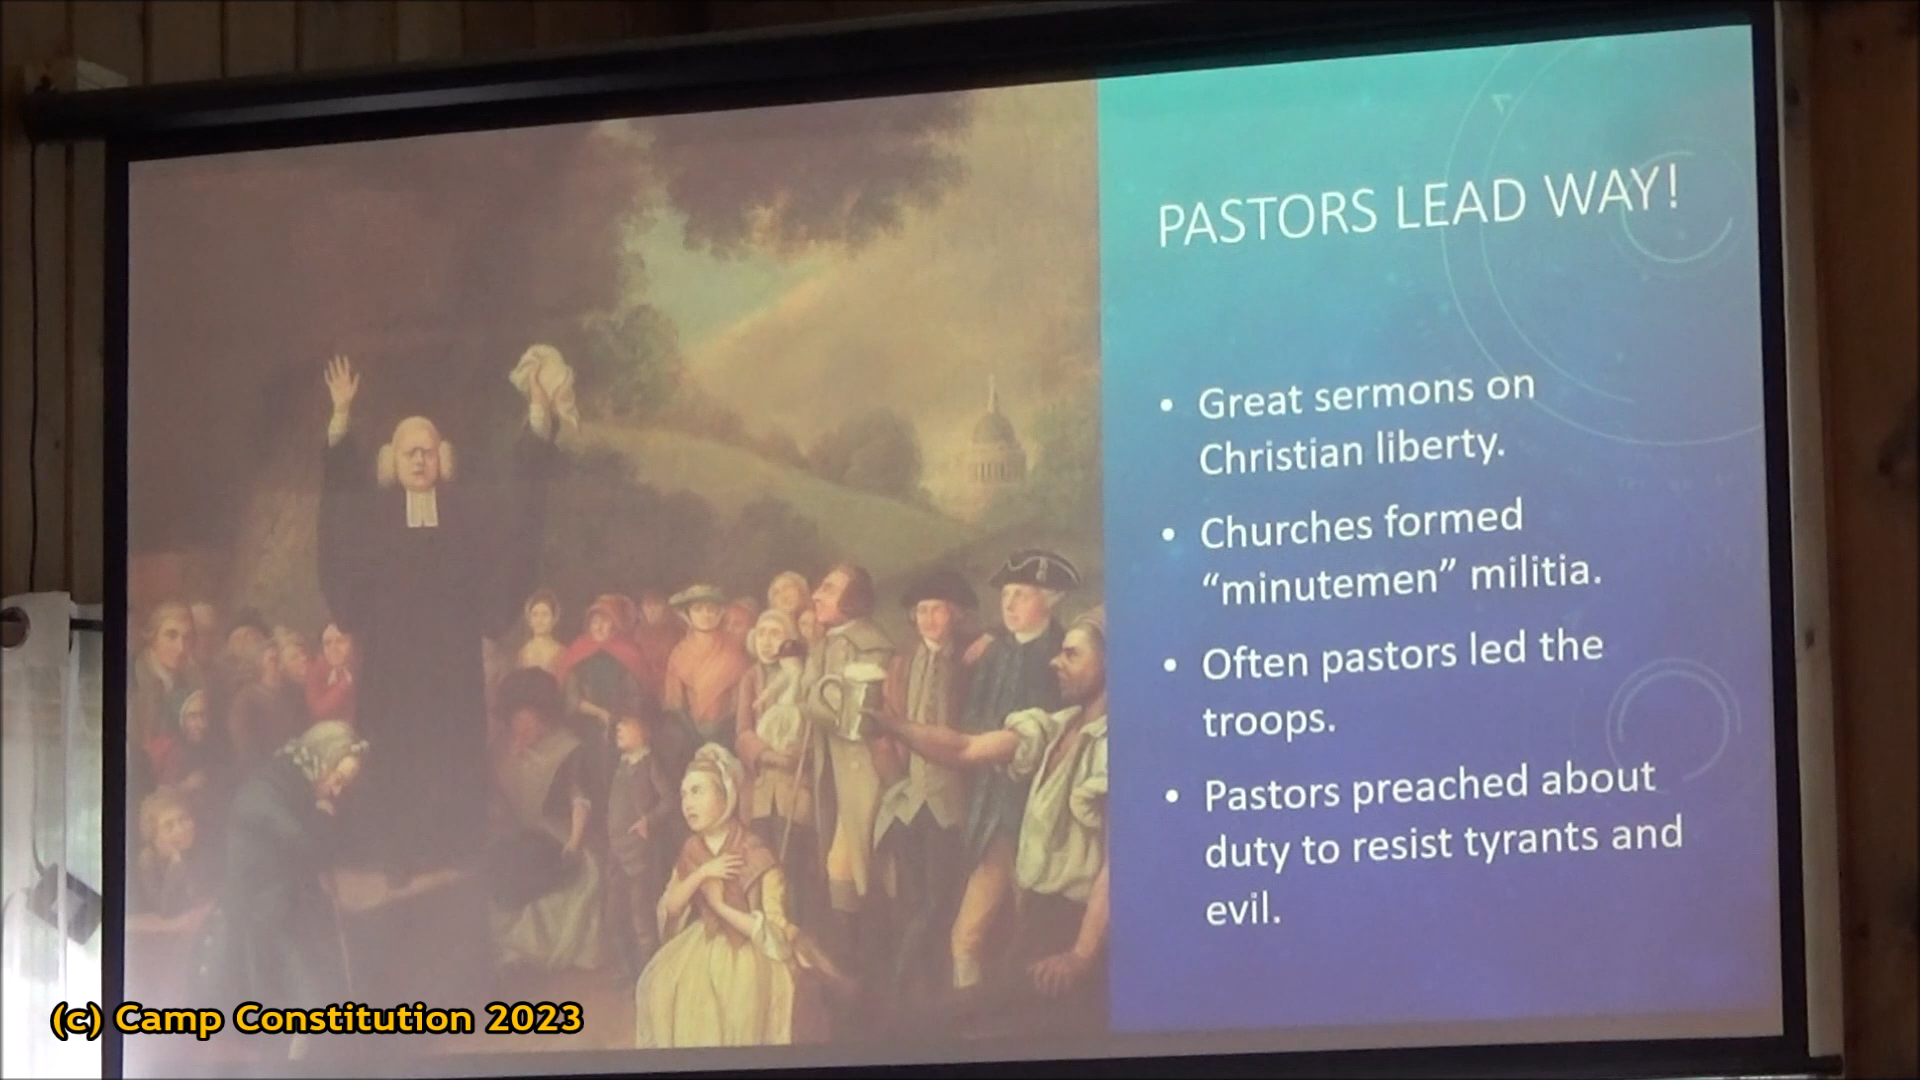 PASTORS LEAD WAY!
• Great sermons on
Christian liberty.
• Churches formed
“minutemen” militia.
• Often pastors led the
troops.
• Pastors preached about
duty to resist tyrants and
evil.
(c) Camp Constitution 2023